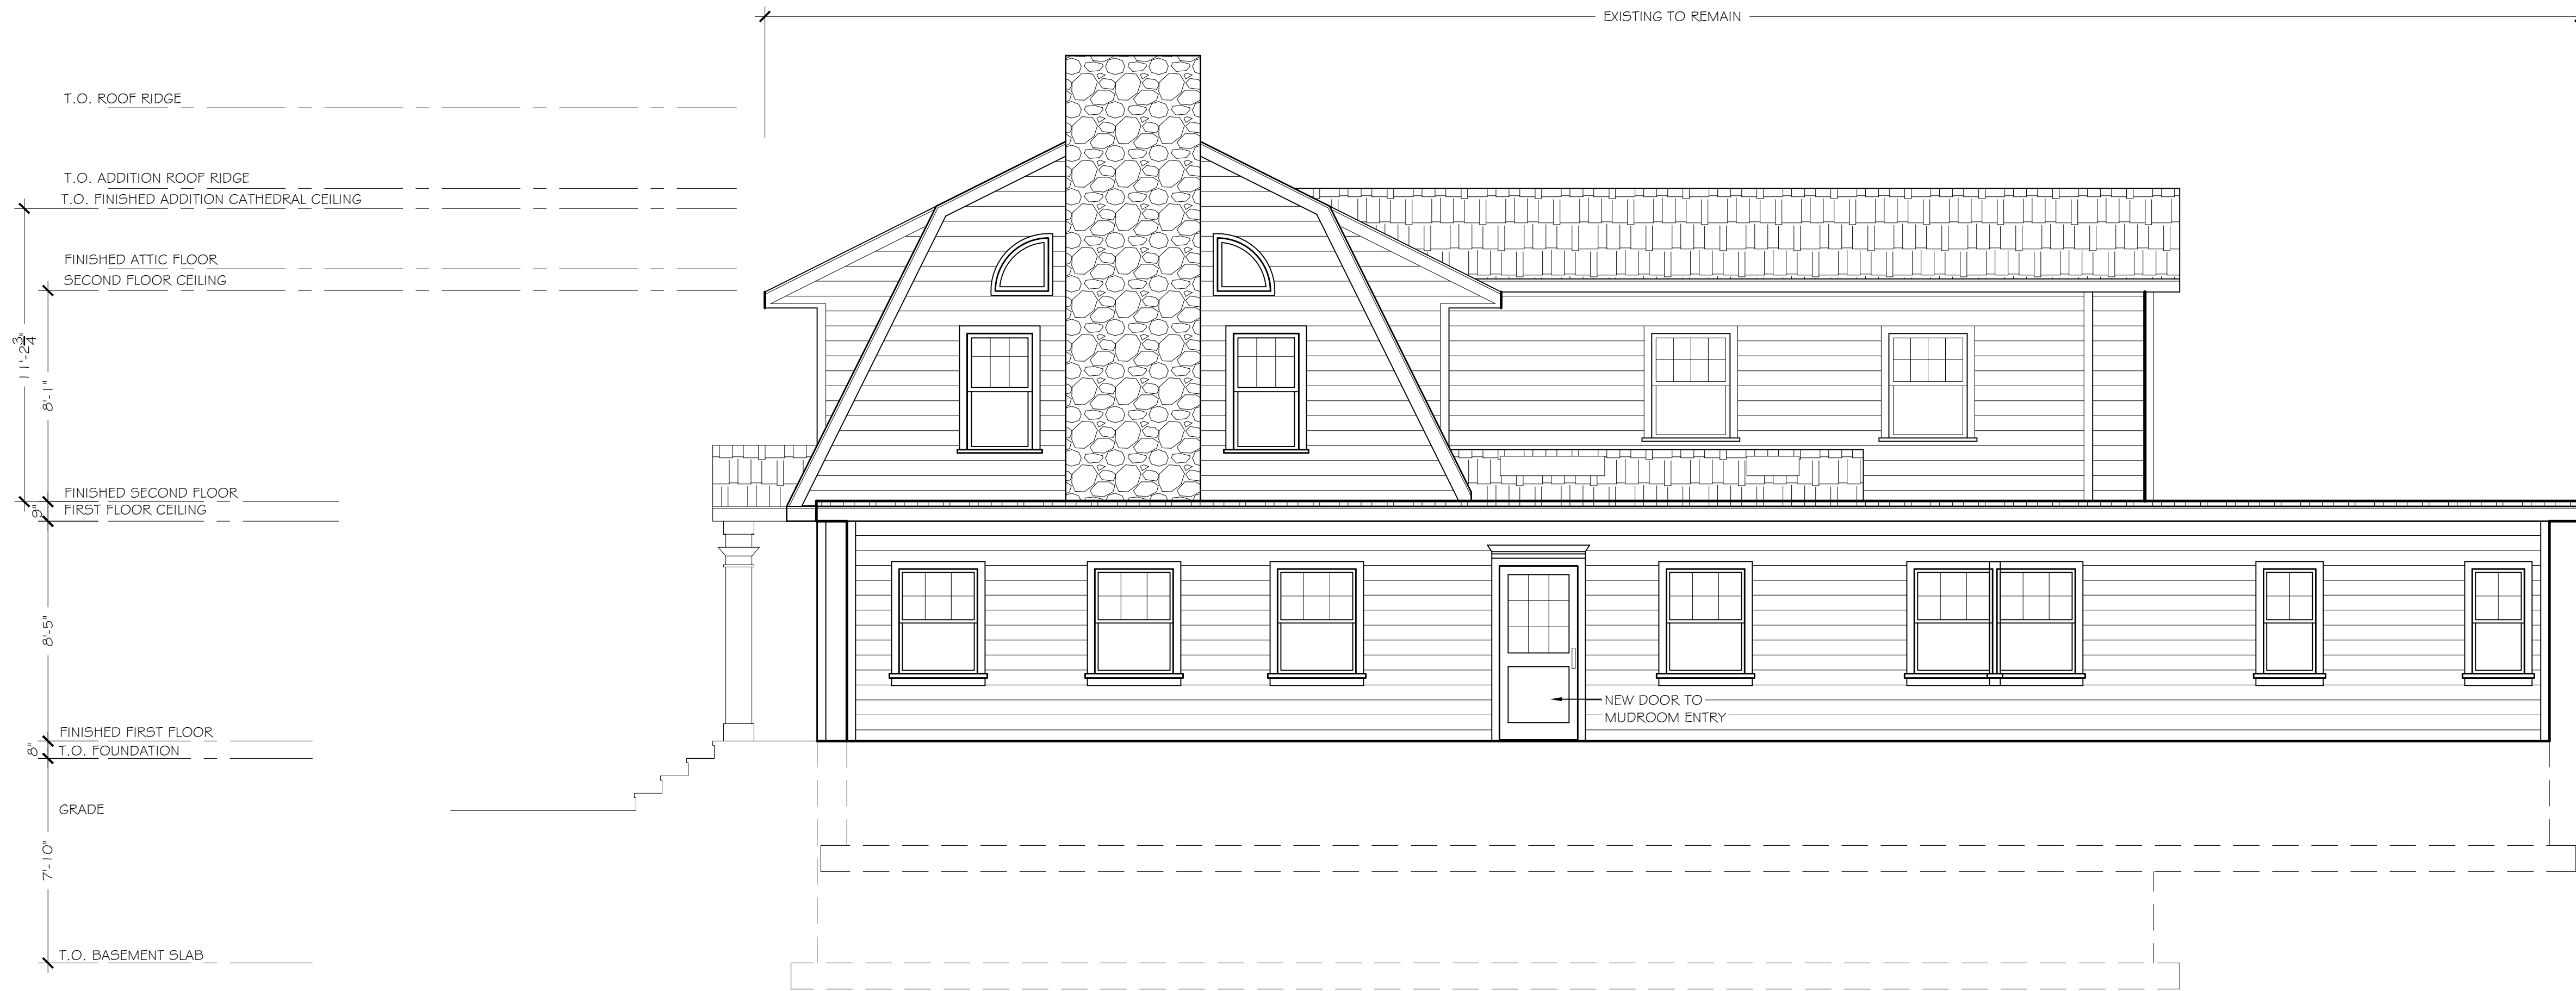 EXISTING TO REMAIN
T.O. ROOF RIDGE
T.O. ADDITION ROOF RIDGE
T.O. FINISHED ADDITION CATHEDRAL CEILING
FINISHED ATTIC FLOOR
SECOND FLOOR CEILING
11'-2 3/4"
8'-1"
FINISHED SECOND FLOOR
9"
FIRST FLOOR CEILING
8'-5"
NEW DOOR TO
MUDROOM ENTRY
FINISHED FIRST FLOOR
8"
T.O. FOUNDATION
GRADE
7'-10"
T.O. BASEMENT SLAB